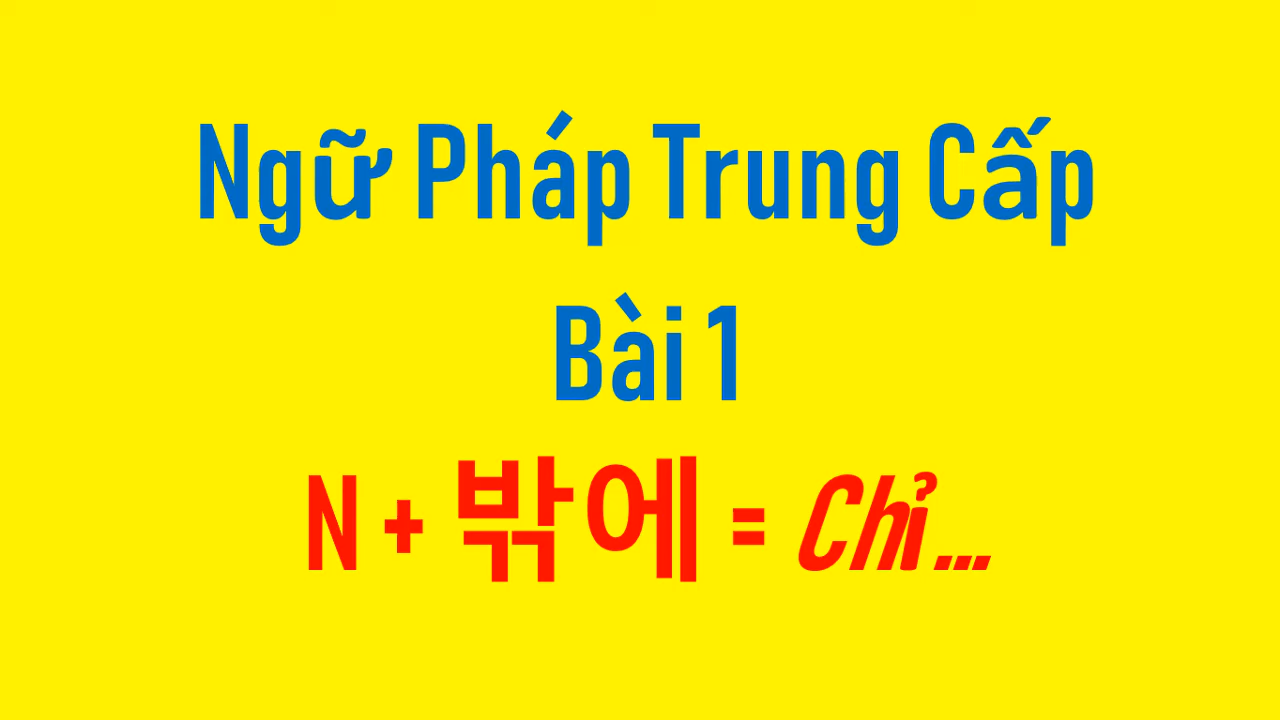 Ngữ Pháp Trung Cấp
Bài 1
N + 밖에 = Chỉ ...